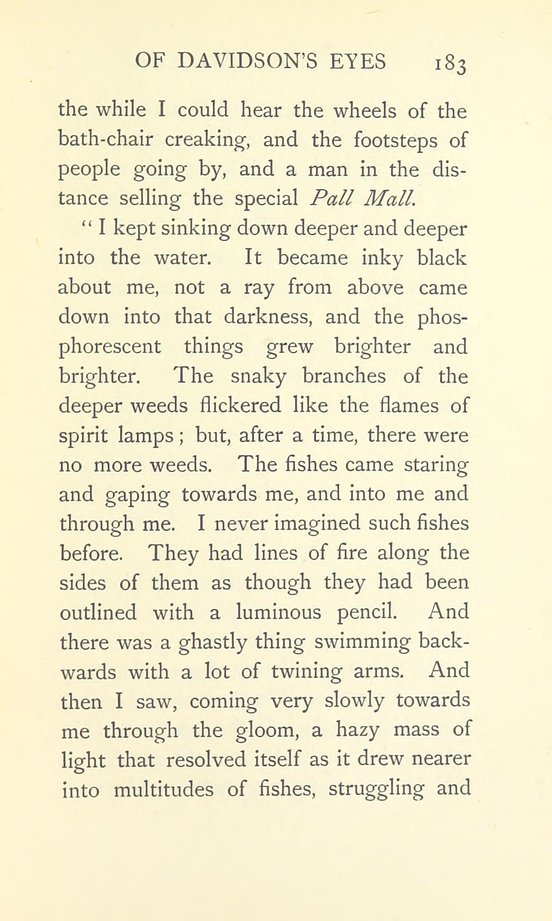 OF DAVIDSON'S EYES 183
the while I could hear the wheels of the
bath-chair creaking, and the footsteps of
people going by, and a man in the dis-
tance selling the special Pall Mall.
“ I kept sinking down deeper and deeper
into the water. It became inky black
about me, not a ray from above came
down into that darkness, and the phos-
phorescent things grew brighter and
brighter. The snaky branches of the
deeper weeds flickered like the flames of
spirit lamps ; but, after a time, there were
no more weeds. The fishes came staring
and gaping towards me, and into me and
through me. I never imagined such fishes
before. They had lines of fire along the
sides of them as though they had been
outlined with a luminous pencil. And
there was a ghastly thing swimming back-
wards with a lot of twining arms. And
then I saw, coming very slowly towards
me through the gloom, a hazy mass of
light that resolved itself as it drew nearer
into multitudes of fishes, struggling and